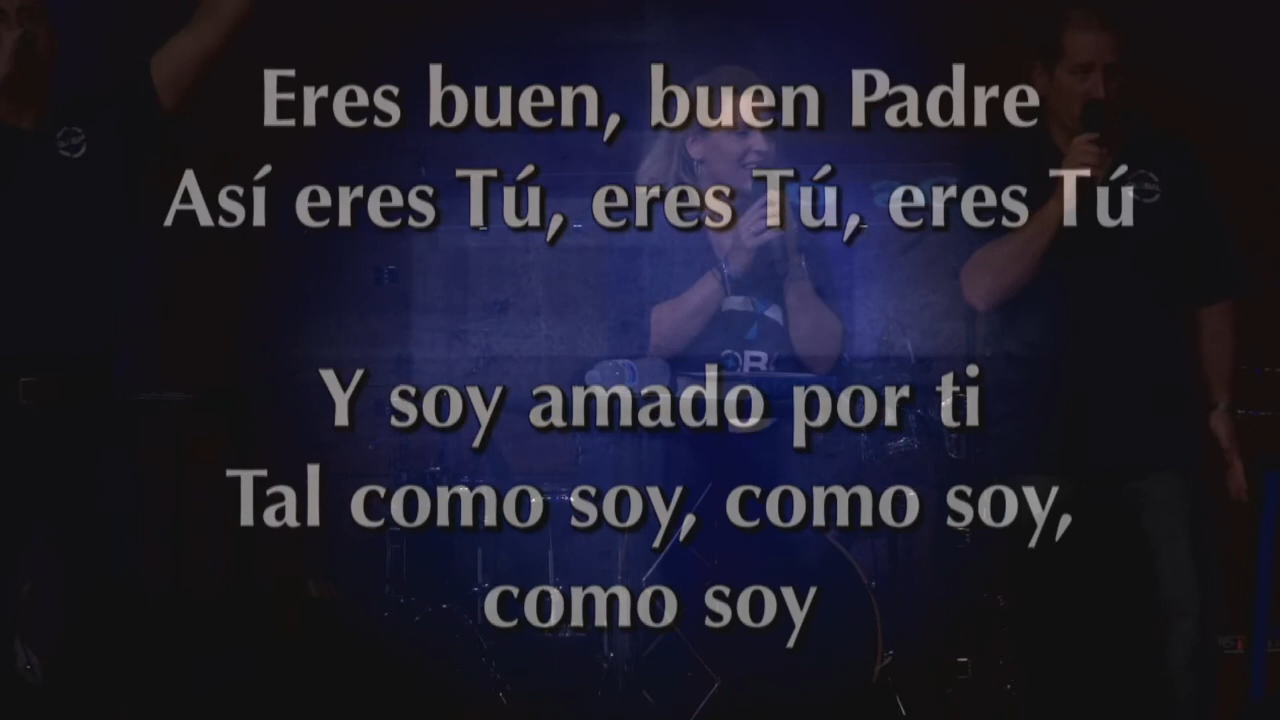 Eres buen, buen Padre
Así eres Tú, eres Tú, eres Tú
Y soy amado por ti
Tal como soy, como soy,
como soy